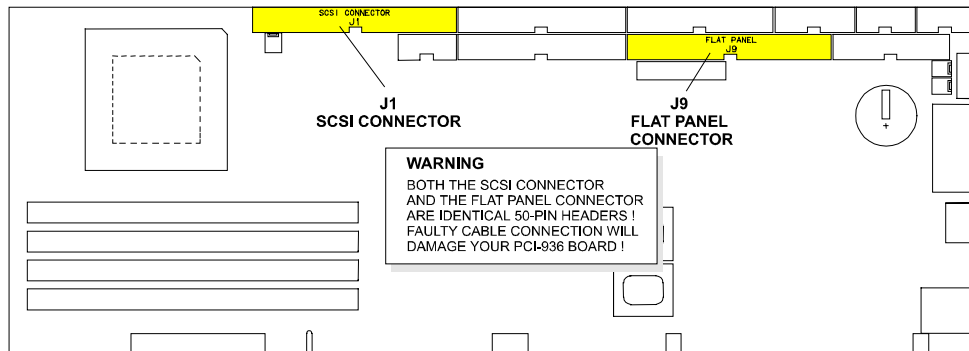 SCSI CONNECTOR
J1
FLAT PANEL
J9
J1
SCSI CONNECTOR
J9
FLAT PANEL
CONNECTOR
WARNING
BOTH THE SCSI CONNECTOR
AND THE FLAT PANEL CONNECTOR
ARE IDENTICAL 50-PIN HEADERS !
FAULTY CABLE CONNECTION WILL
DAMAGE YOUR PCI-936 BOARD !
+